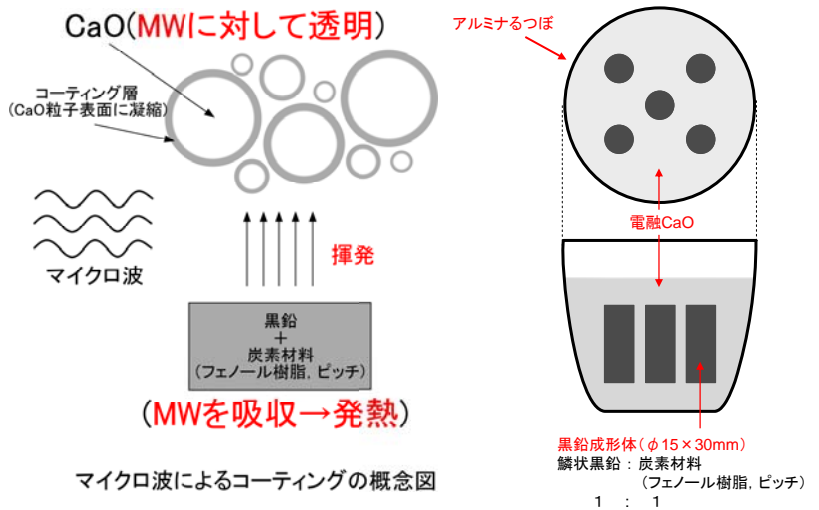 CaO(MWに対して透明)
コーティング層
(CaO粒子表面に凝縮)
マイクロ波
揮発
黒鉛
+
炭素材料
(フェノール樹脂, ピッチ)
(MWを吸収→発熱)
マイクロ波によるコーティングの概念図
アルミナるつぼ
電融CaO
黒鉛成形体(φ15×30mm)
鱗状黒鉛 : 炭素材料
(フェノール樹脂, ピッチ)
1 : 1